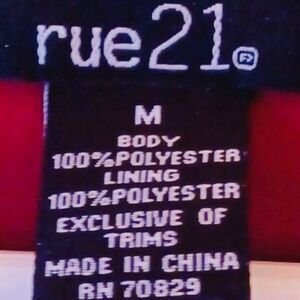 rue21®
M
BODY
100%POLYESTER
LINING
100%POLYESTER
EXCLUSIVE OF
TRIMS
MADE IN CHINA
RN 70829